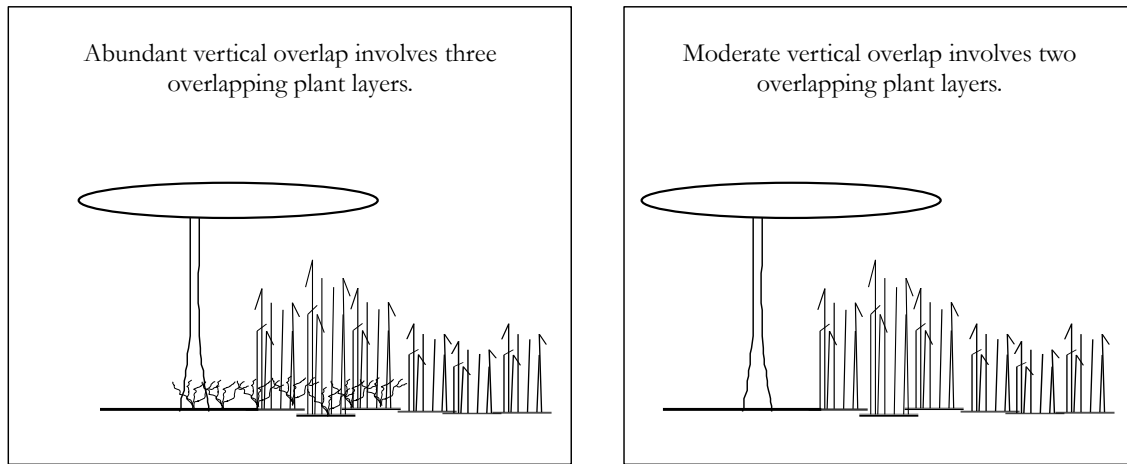 Abundant vertical overlap involves three
overlapping plant layers.
Moderate vertical overlap involves two
overlapping plant layers.